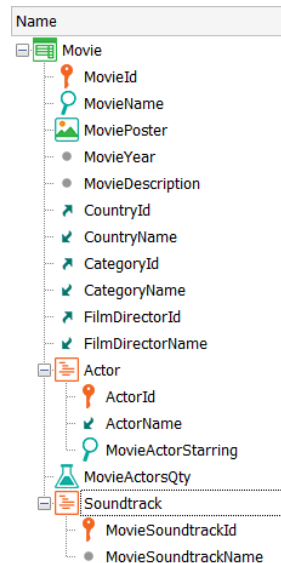 Name
Movie
MovieId
MovieName
MoviePoster
MovieYear
MovieDescription
CountryId
CountryName
CategoryId
CategoryName
FilmDirectorId
FilmDirectorName
Actor
ActorId
ActorName
MovieActorStarring
MovieActorsQty
Soundtrack
MovieSoundtrackId
MovieSoundtrackName